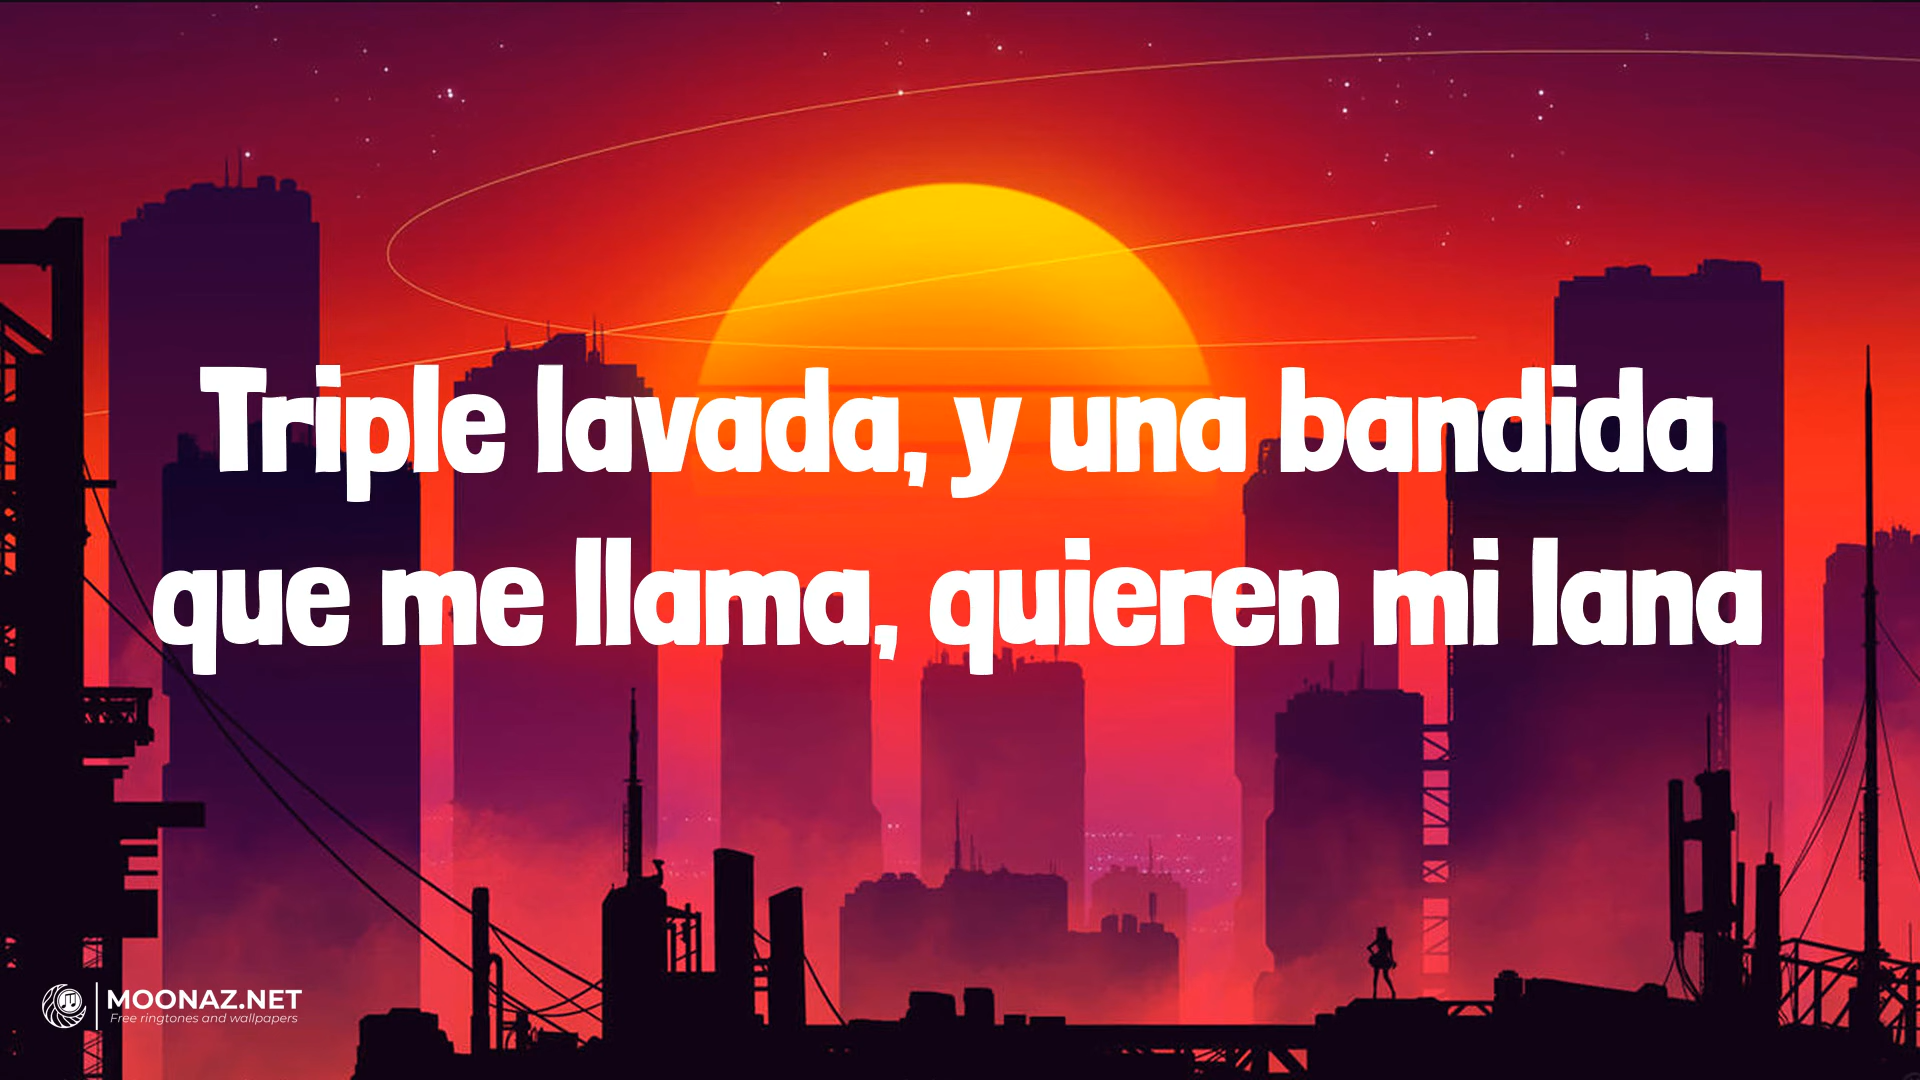 Triple lavada, y una bandida
que me llama, quieren mi lana
MOONAZ.NET
Free ringtones and wallpapers